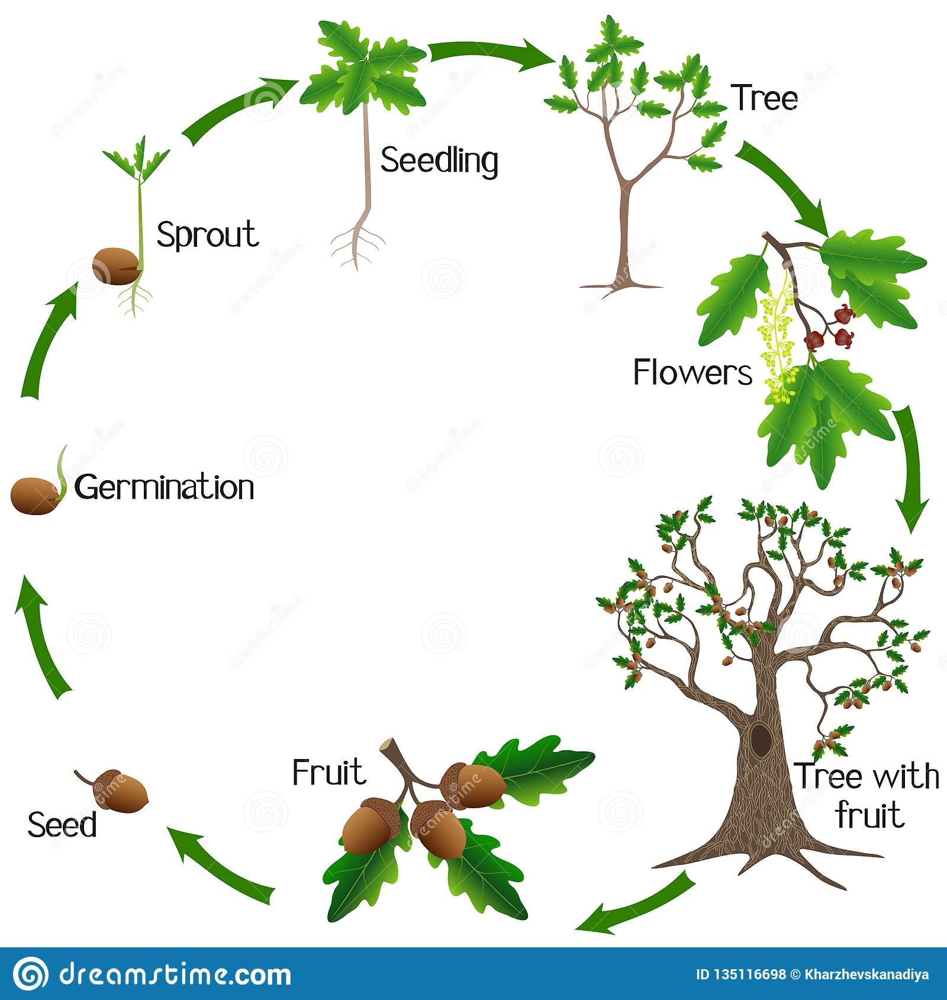 Tree
Seedling
Sprout
Flowers
Germination
Tree with
fruit
Fruit
Seed
dreamstime.com
ID 135116698 © Kharzhevskanadiya